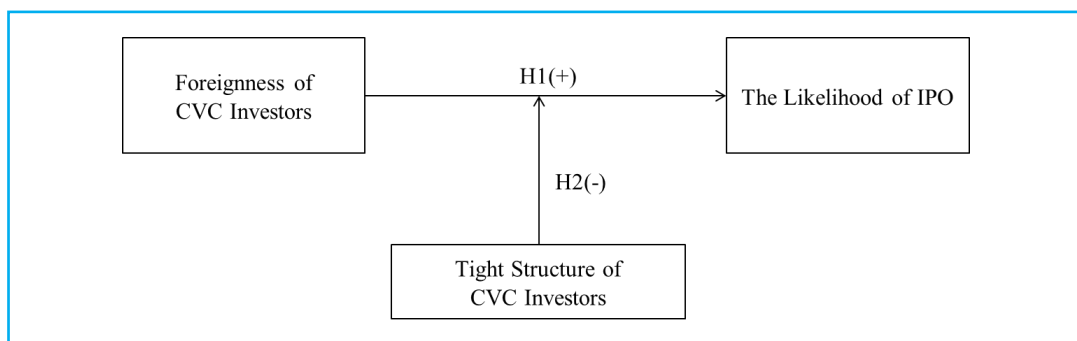 Foreignness of
CVC Investors
H1(+)
The Likelihood of IPO
H2(-)
Tight Structure of
CVC Investors